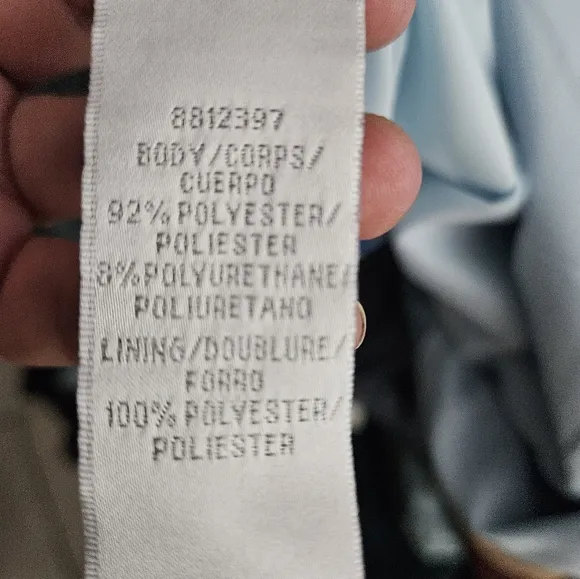 8812397
BODY/CORPS/
CUERPO
92% POLYESTER/
POLIESTER
8%POLYURETHANE/
POLIURETANO
LINING/DOUBLURE/
FORRO
100% POLYESTER/
POLIESTER